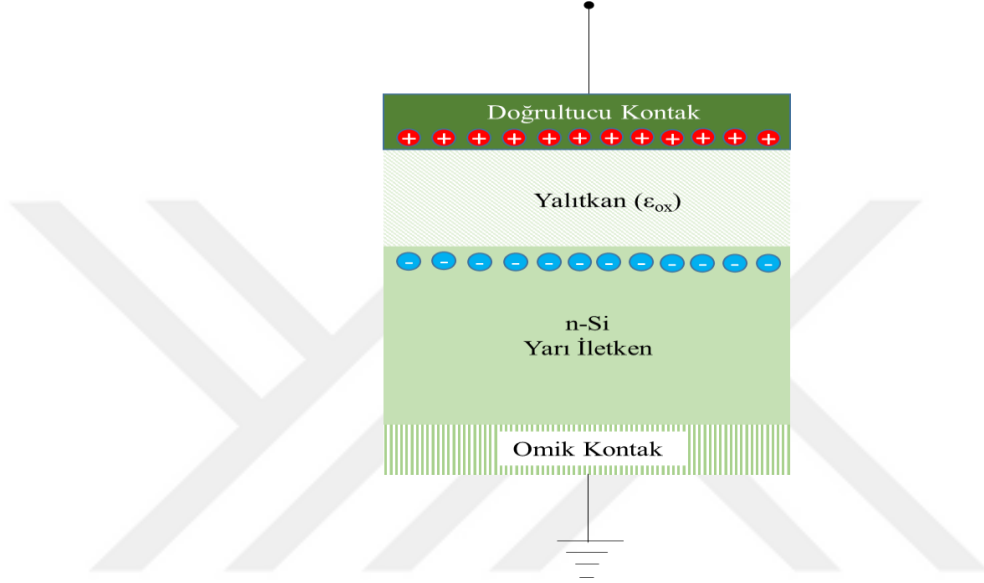 Doğrultucu Kontak
+ + + + + + + + + + +
Yalıtkan (εox)
- - - - - - - - - - -
n-Si
Yarı İletken
Omik Kontak